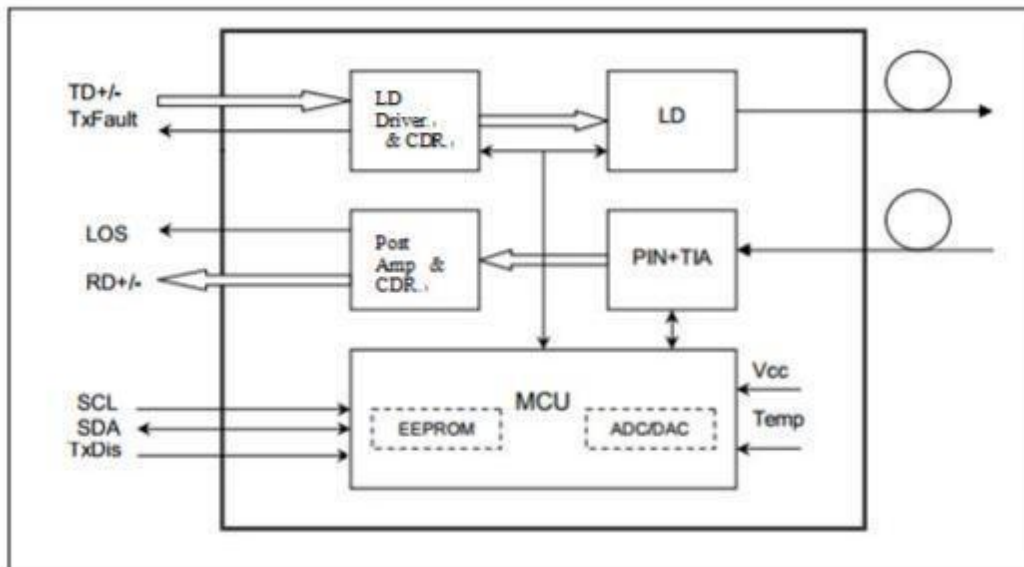 TD+/-
TxFault
LD
Driver
& CDR
LD
LOS
RD+/-
Post
Amp &
CDR
PIN+TIA
SCL
SDA
TxDis
MCU
EEPROM
ADC/DAC
Vcc
Temp